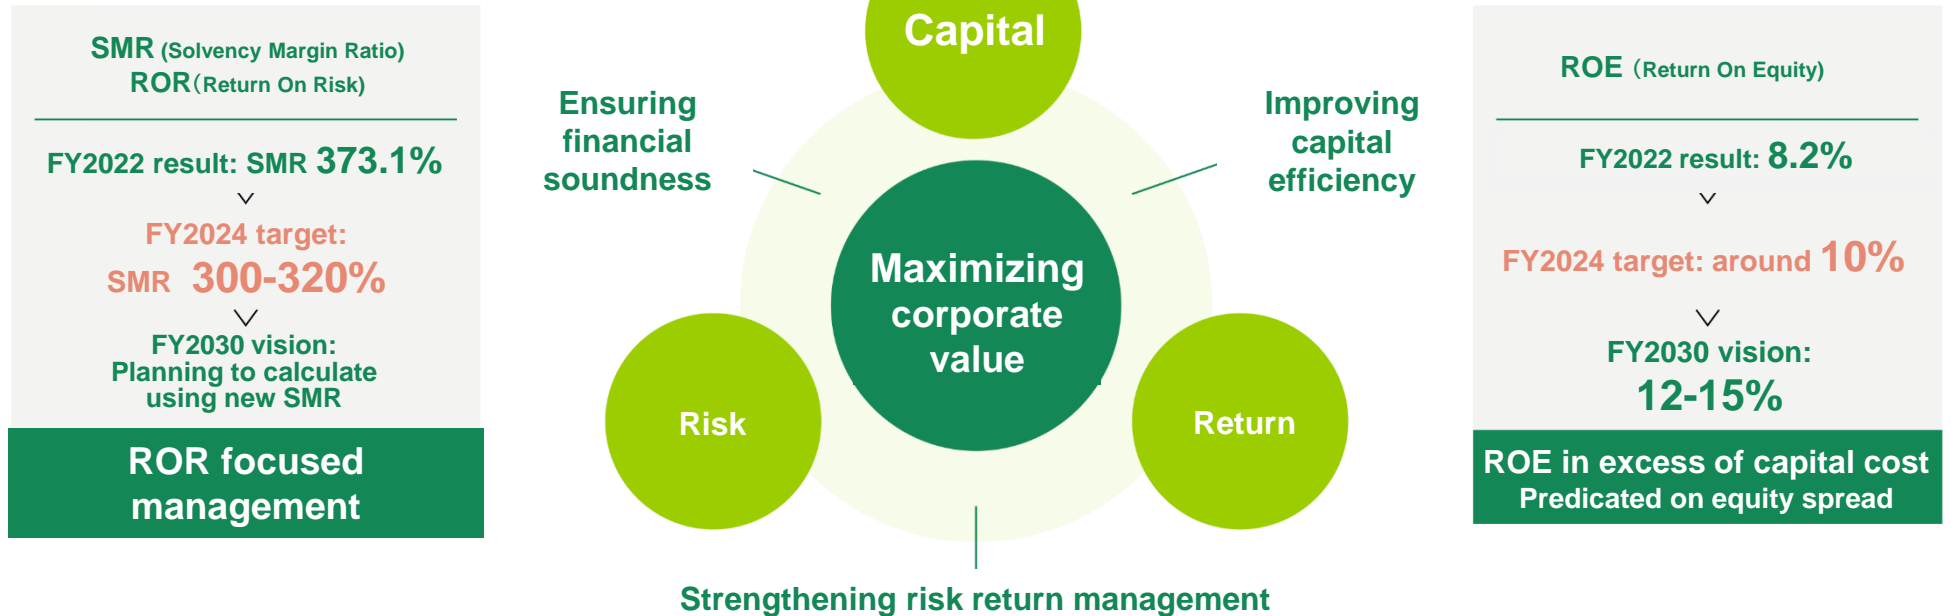 SMR (Solvency Margin Ratio)
ROR（Return On Risk)
FY2022 result: SMR 373.1%
FY2024 target:
SMR 300-320%
FY2030 vision:
Planning to calculate
using new SMR
ROR focused
management
Capital
Ensuring
financial
soundness
Improving
capital
efficiency
Maximizing
corporate
value
Risk
Return
Strengthening risk return management
ROE （Return On Equity)
FY2022 result: 8.2%
FY2024 target: around 10%
FY2030 vision:
12-15%
ROE in excess of capital cost
Predicated on equity spread